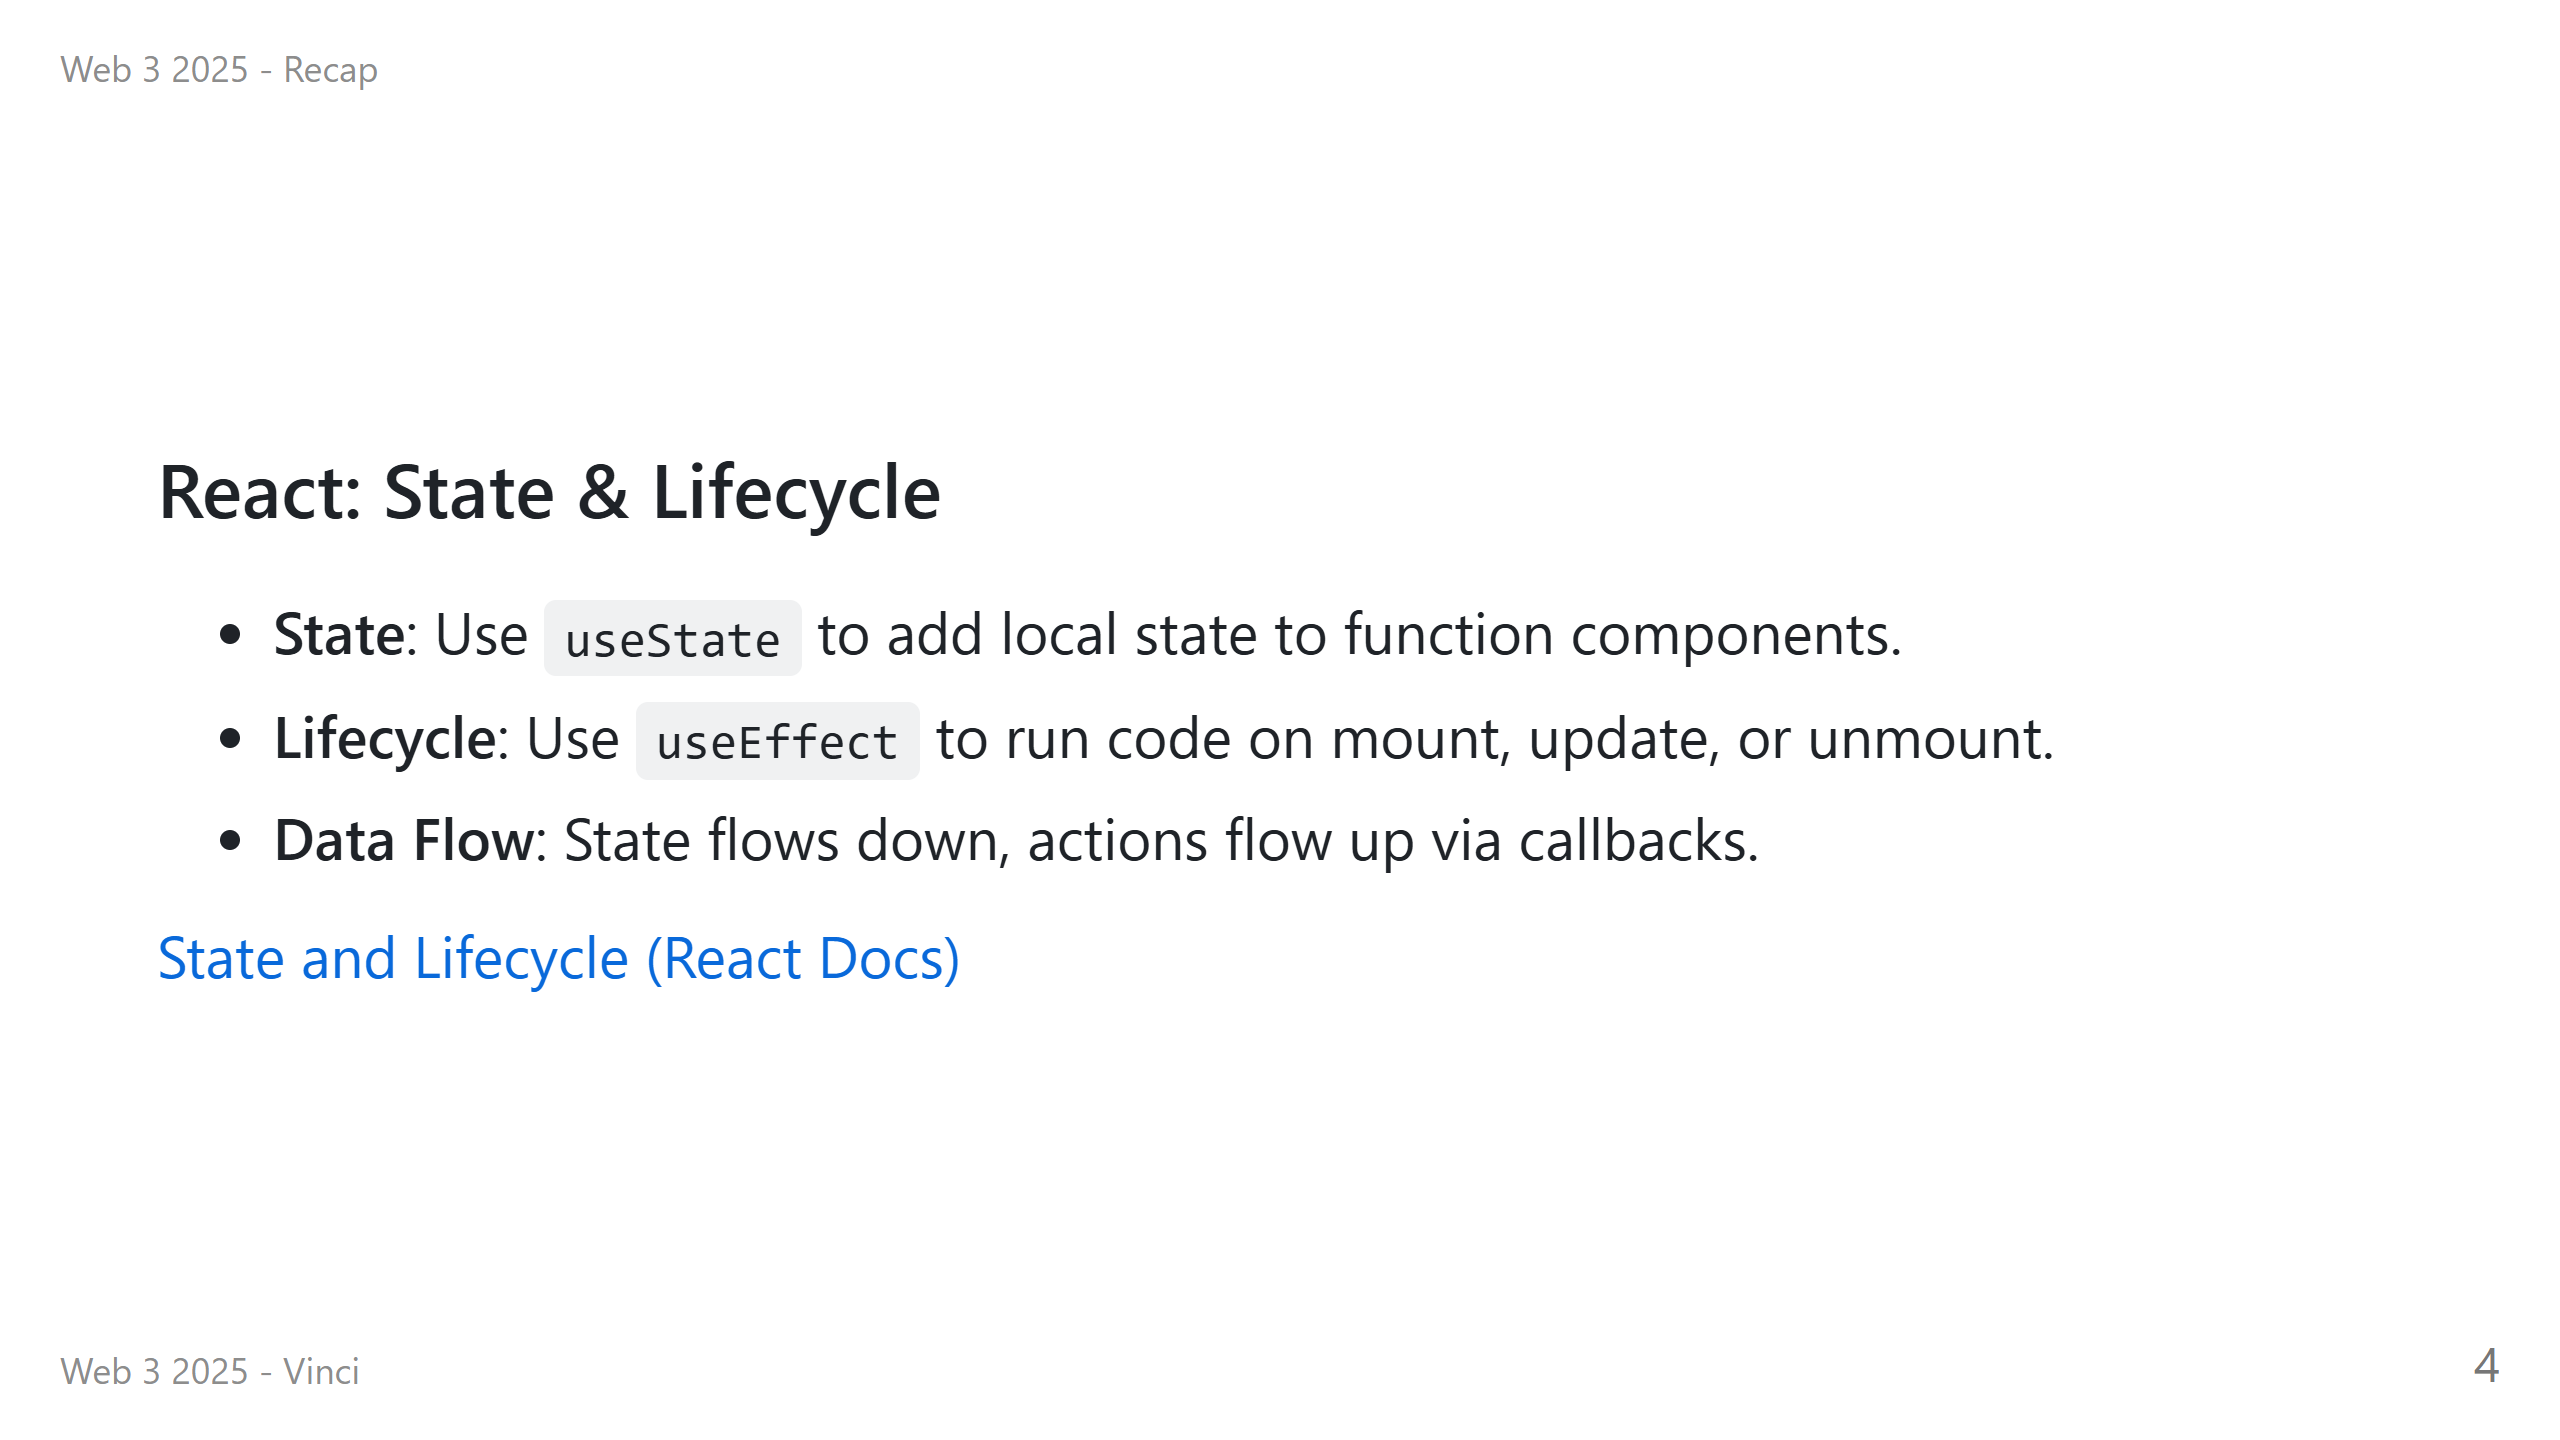 Web 3 2025 - Recap
React: State & Lifecycle
• State: Use useState to add local state to function components.
• Lifecycle: Use useEffect to run code on mount, update, or unmount.
• Data Flow: State flows down, actions flow up via callbacks.
State and Lifecycle (React Docs)
Web 3 2025 - Vinci
4